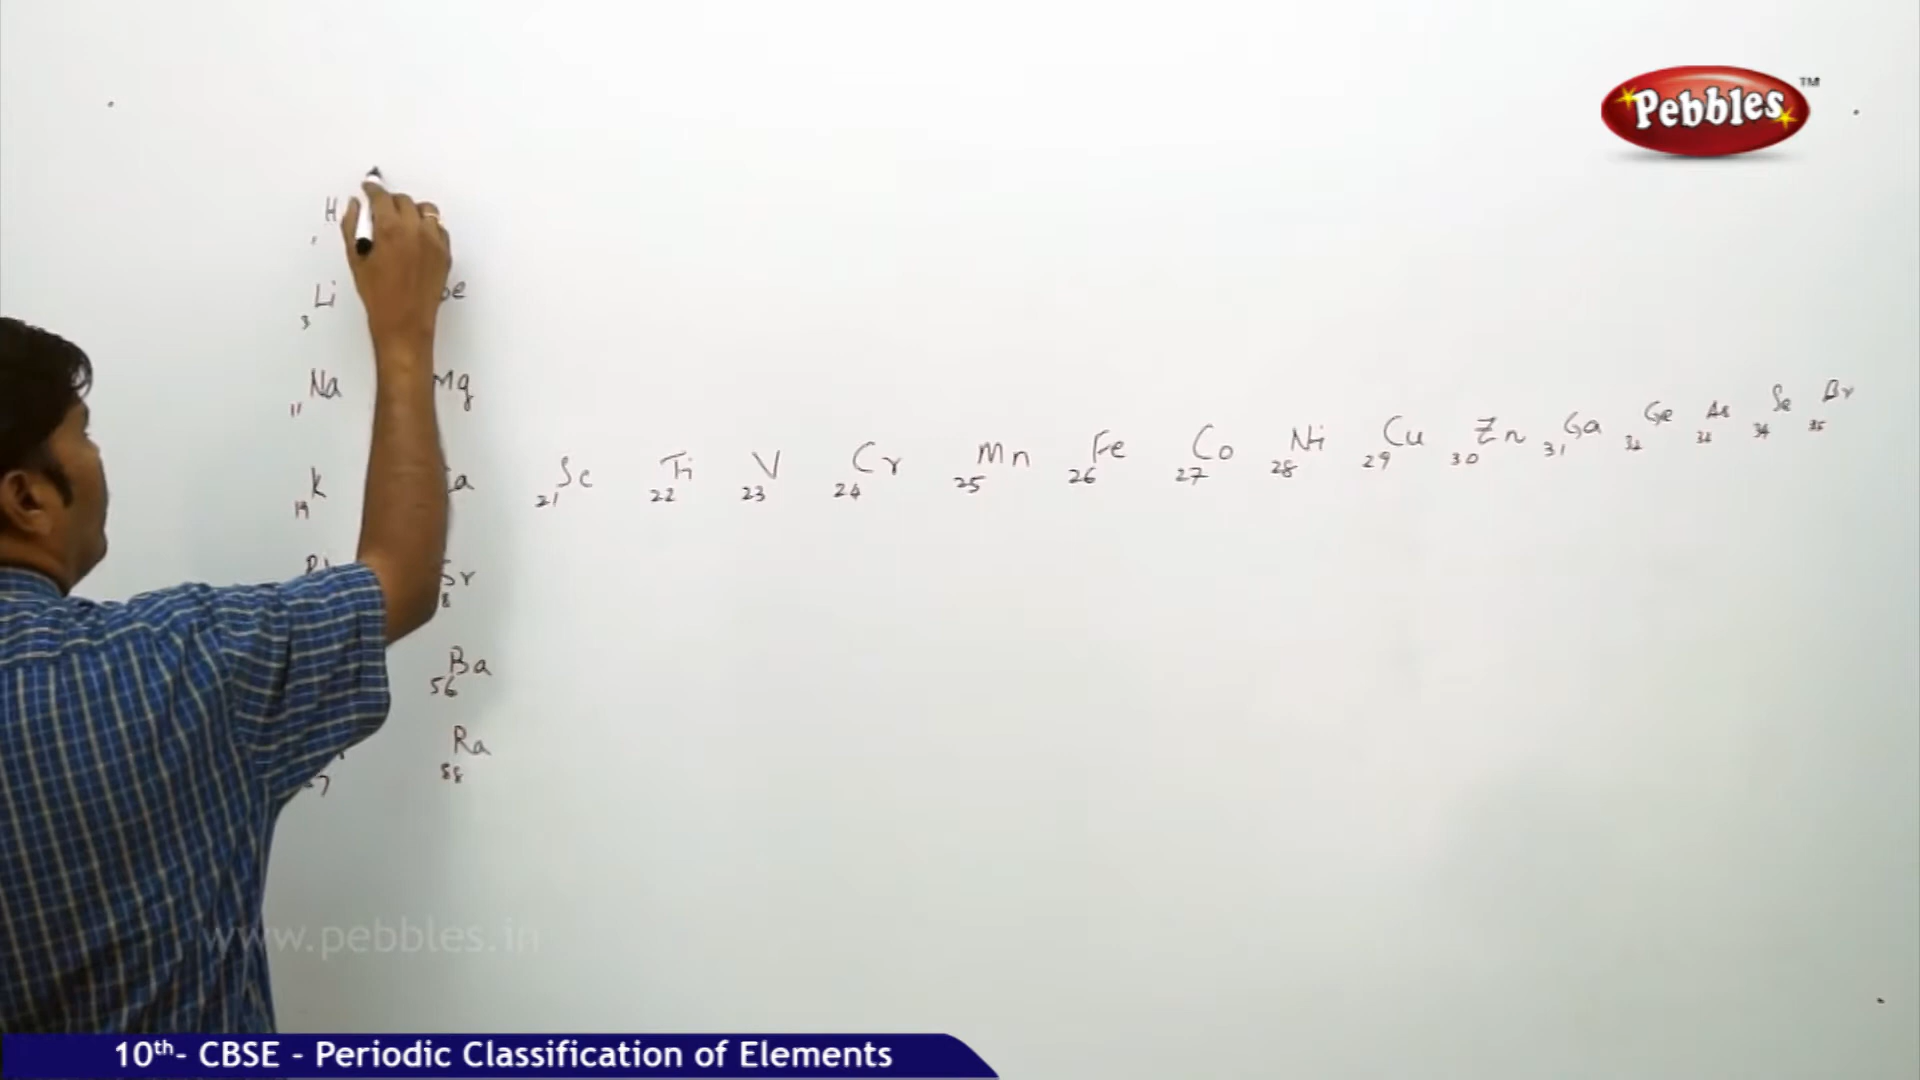 Pebbles TM
H
1
Li
3
Na Mg
11
K Sc Ti V Cr Mn Fe Co Ni Cu Zn Ga Ge As Se Br
19 21 22 23 24 25 26 27 28 29 30 31 32 33 34 35
Sr
8
Ba
56
Ra
88
www.pebbles.in
10th- CBSE - Periodic Classification of Elements